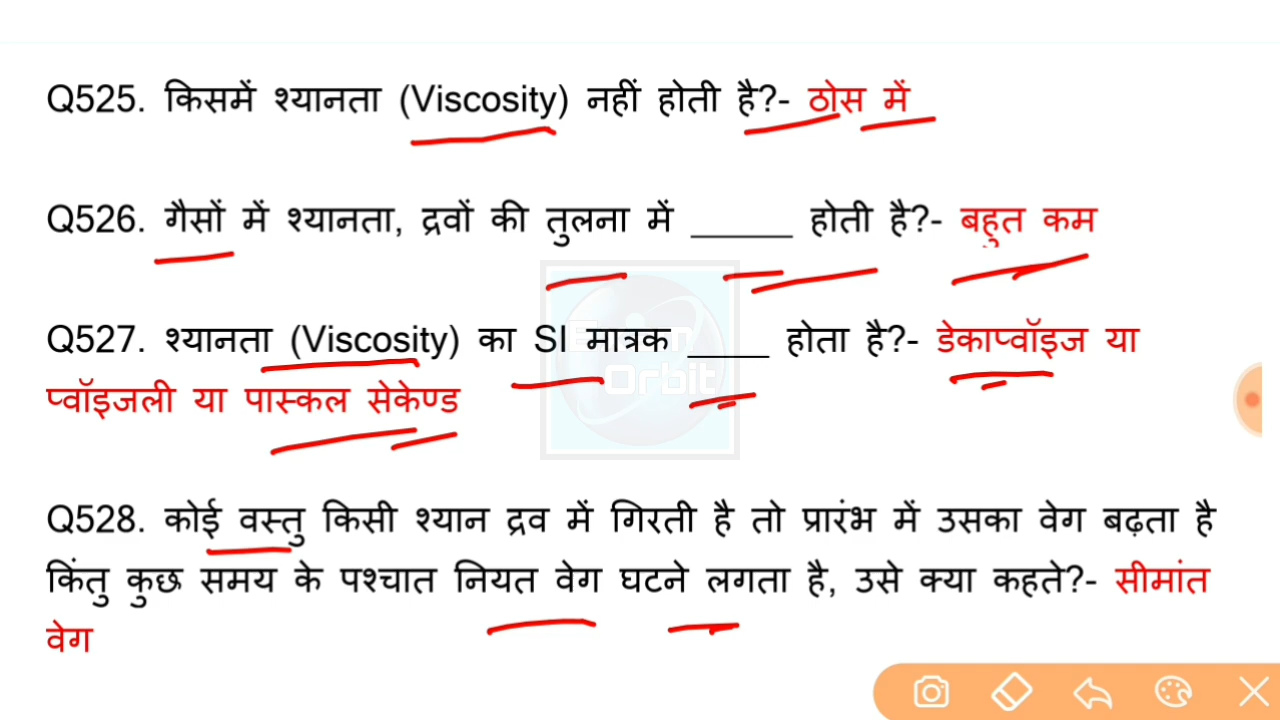 Q525. किसमें श्यानता (Viscosity) नहीं होती है?- ठोस में
Q526. गैसों में श्यानता, द्रवों की तुलना में ______ होती है?- बहुत कम
Q527. श्यानता (Viscosity) का SI मात्रक _____ होता है?- डेकाप्वॉइज या
प्वॉइजली या पास्कल सेकेण्ड
Q528. कोई वस्तु किसी श्यान द्रव में गिरती है तो प्रारंभ में उसका वेग बढ़ता है
किंतु कुछ समय के पश्चात नियत वेग घटने लगता है, उसे क्या कहते?- सीमांत
वेग
Orbit